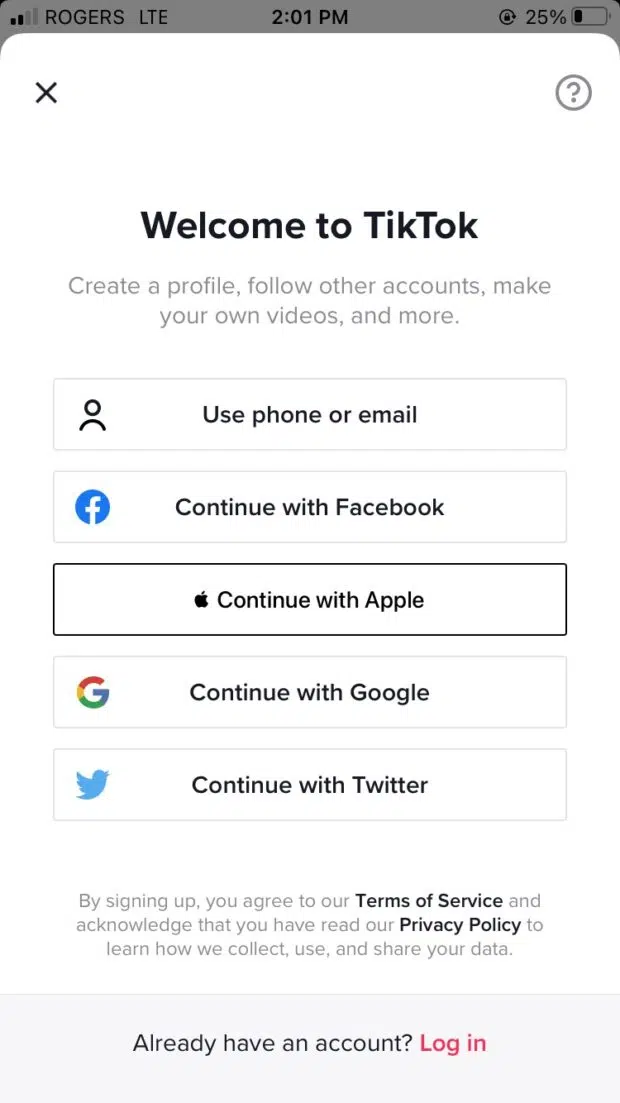 ROGERS LTE 2:01 PM 25%
?
Welcome to TikTok
Create a profile, follow other accounts, make
your own videos, and more.
Use phone or email
Continue with Facebook
Continue with Apple
Continue with Google
Continue with Twitter
By signing up, you agree to our Terms of Service and
acknowledge that you have read our Privacy Policy to
learn how we collect, use, and share your data.
Already have an account? Log in